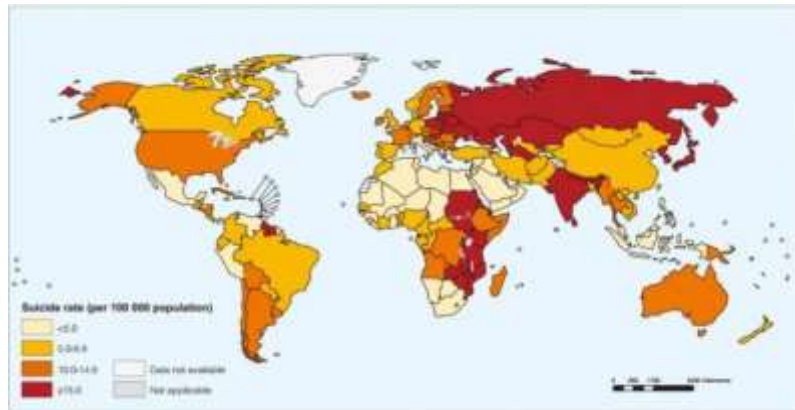 Suicide rate (per 100 000 population)
<5.0
5.0-9.9
10.0-14.9
≥15.0
Data not available
Not applicable